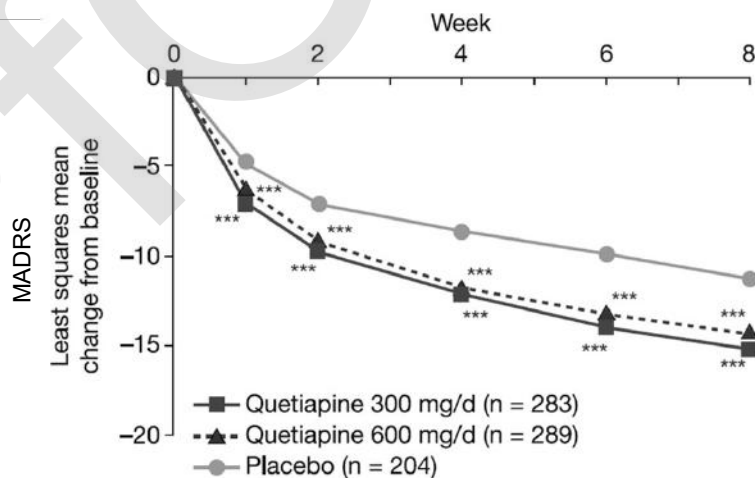 Week
0 2 4 6 8
0
−5
−10
−15
−20
MADRS
Least squares mean
change from baseline
***
***
***
***
***
***
***
***
***
***
Quetiapine 300 mg/d (n = 283)
Quetiapine 600 mg/d (n = 289)
Placebo (n = 204)